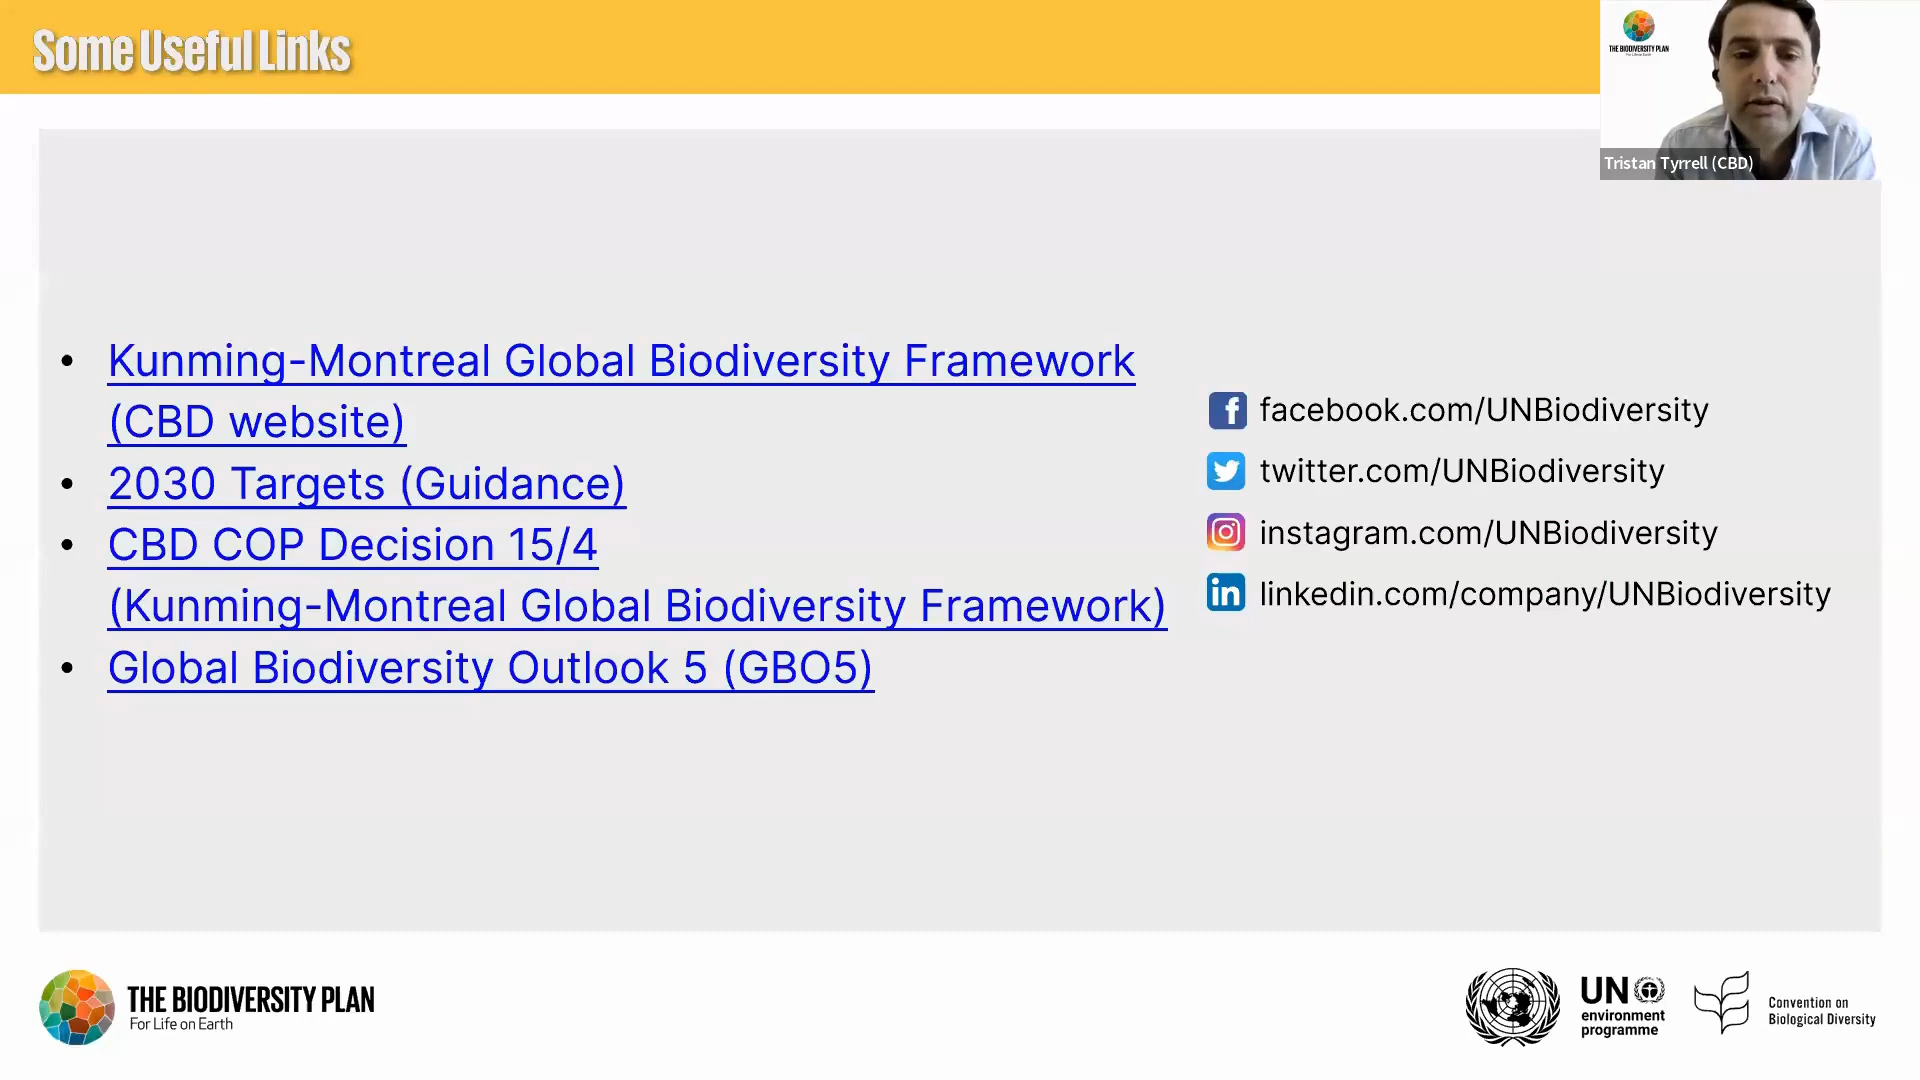 Some Useful Links
THE BIODIVERSITY PLAN
Tristan Tyrrell (CBD)
• Kunming-Montreal Global Biodiversity Framework
(CBD website)
• 2030 Targets (Guidance)
• CBD COP Decision 15/4
(Kunming-Montreal Global Biodiversity Framework)
• Global Biodiversity Outlook 5 (GBO5)
facebook.com/UNBiodiversity
twitter.com/UNBiodiversity
instagram.com/UNBiodiversity
linkedin.com/company/UNBiodiversity
THE BIODIVERSITY PLAN
For Life on Earth
UN
environment
programme
Convention on
Biological Diversity